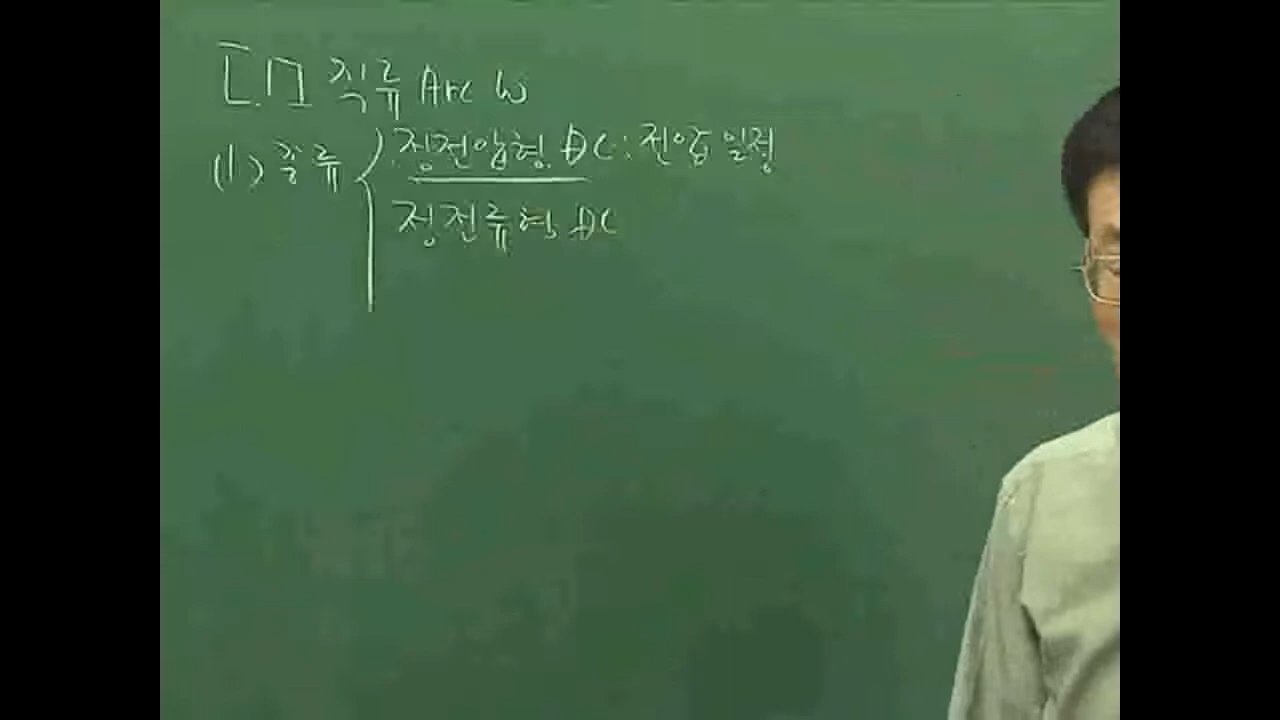 [1] 직류 Arc W
(1) 종류 { 정전압형 DC : 전압 일정
정전류형 DC